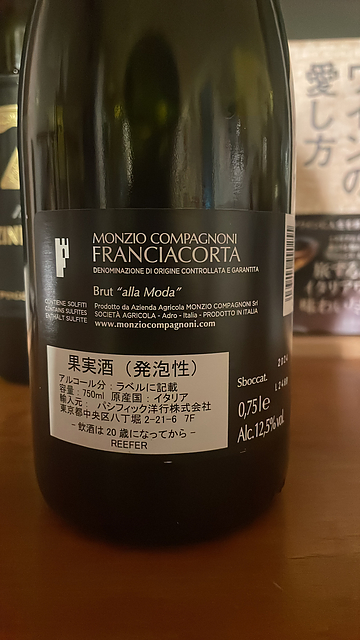 MONZIO COMPAGNONI
FRANCIACORTA
DENOMINAZIONE DI ORIGINE CONTROLLATA E GARANTITA
Brut "alla Moda"
CONTIENE SOLFITI
CONTAINS SULFITES
ENTHÄLT SULFITE
Prodotto da Azienda Agricola MONZIO COMPAGNONI Srl
SOCIETÀ AGRICOLA - Adro - Italia - PRODOTTO IN ITALIA
www.monziocompagnoni.com
果実酒（発泡性）
アルコール分：ラベルに記載
容量：750ml 原産国：イタリア
輸入元： パシフィック洋行株式会社
東京都中央区八丁堀 2-21-6 7F
- 飲酒は 20 歳になってから -
REEFER
Sboccat.
0,75 l e
Alc.12,5% vol.
ワインの
愛し方